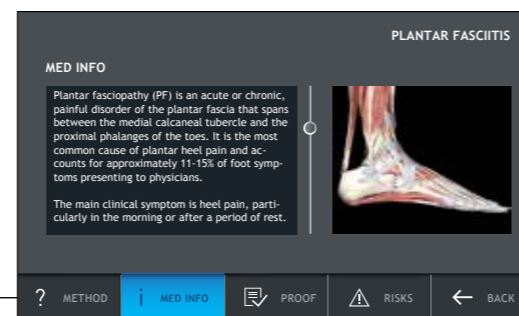 PLANTAR FASCIITIS
MED INFO
Plantar fasciopathy (PF) is an acute or chronic,
painful disorder of the plantar fascia that spans
between the medial calcaneal tubercle and the
proximal phalanges of the toes. It is the most
common cause of plantar heel pain and ac-
counts for approximately 11-15% of foot symp-
toms presenting to physicians.
The main clinical symptom is heel pain, parti-
cularly in the morning or after a period of rest.
? METHOD i MED INFO PROOF RISKS BACK